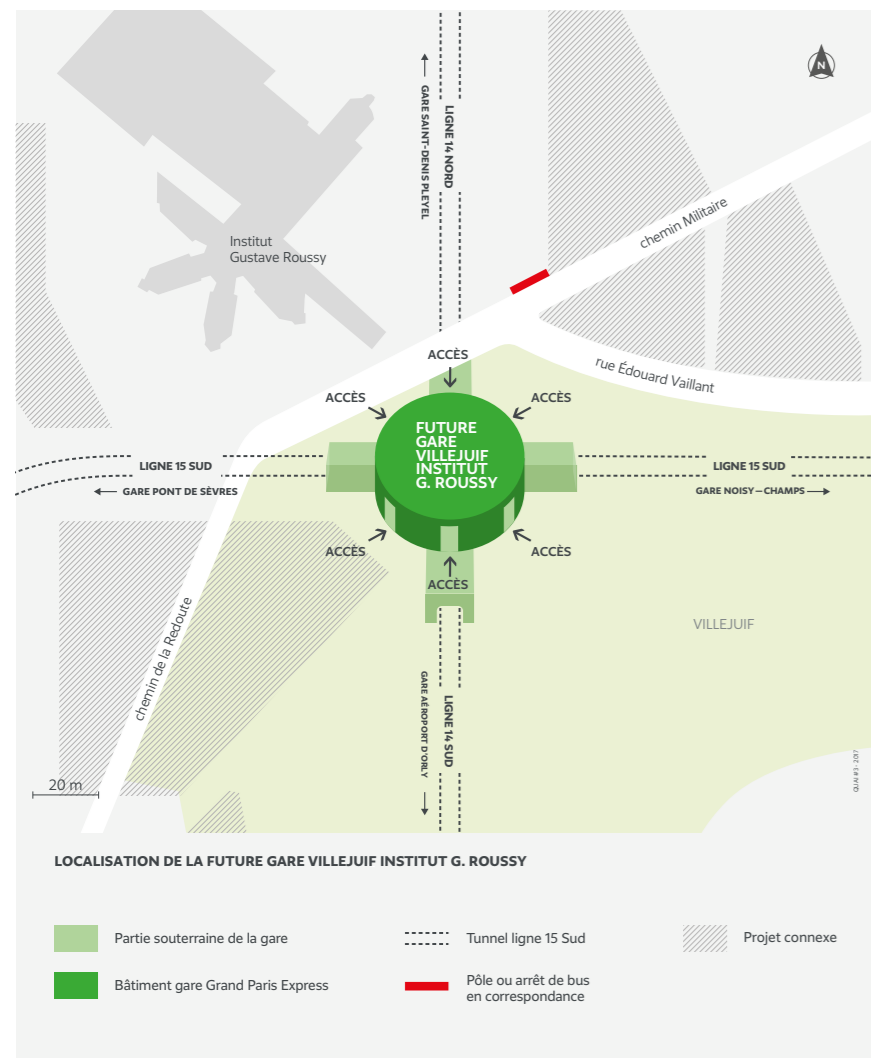 N
GARE SAINT-DENIS PLEYEL
LIGNE 14 NORD
chemin Militaire
Institut
Gustave Roussy
rue Édouard Vaillant
ACCÈS
ACCÈS
ACCÈS
FUTURE
GARE
VILLEJUIF
INSTITUT
G. ROUSSY
LIGNE 15 SUD
GARE PONT DE SÈVRES
LIGNE 15 SUD
GARE NOISY – CHAMPS
ACCÈS
ACCÈS
ACCÈS
chemin de la Redoute
VILLEJUIF
GARE AÉROPORT D'ORLY
LIGNE 14 SUD
QUAI #3 - 2017
20 m
LOCALISATION DE LA FUTURE GARE VILLEJUIF INSTITUT G. ROUSSY
Partie souterraine de la gare
Tunnel ligne 15 Sud
Projet connexe
Bâtiment gare Grand Paris Express
Pôle ou arrêt de bus
en correspondance